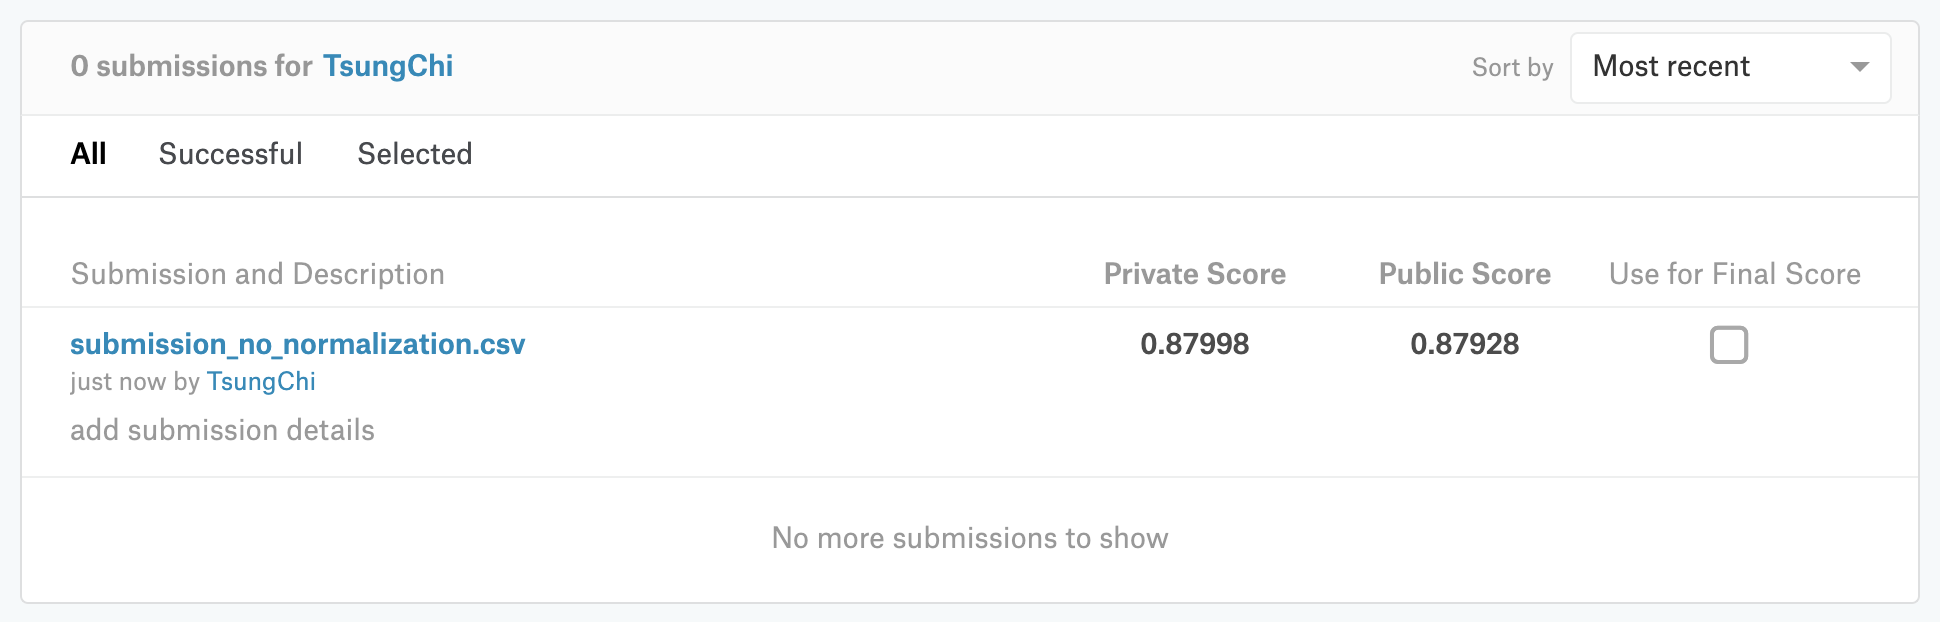 0 submissions for TsungChi
Sort by Most recent
All Successful Selected
Submission and Description Private Score Public Score Use for Final Score
submission_no_normalization.csv 0.87998 0.87928
just now by TsungChi
add submission details
No more submissions to show